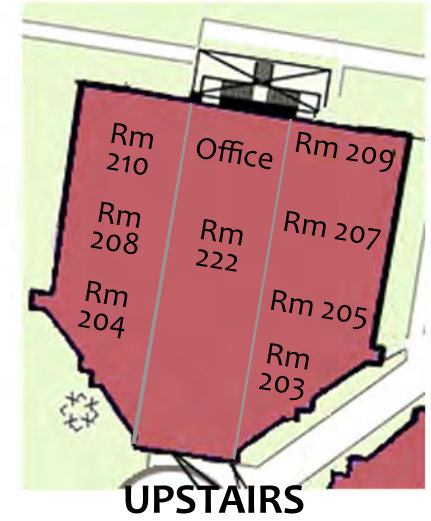 Rm
210
Office
Rm 209
Rm
208
Rm
222
Rm 207
Rm
204
Rm 205
Rm
203
UPSTAIRS